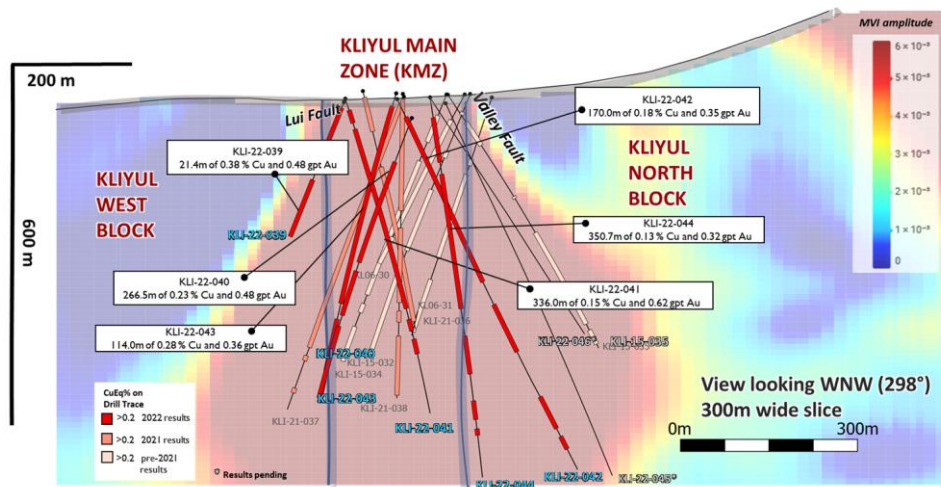 MVI amplitude
6 × 10⁻³
5 × 10⁻³
4 × 10⁻³
3 × 10⁻³
2 × 10⁻³
1 × 10⁻³
0
200 m
600 m
KLIYUL MAIN
ZONE (KMZ)
Lui Fault
Valley Fault
KLI-22-042
170.0m of 0.18 % Cu and 0.35 gpt Au
KLI-22-039
21.4m of 0.38 % Cu and 0.48 gpt Au
KLIYUL
WEST
BLOCK
KLIYUL
NORTH
BLOCK
KLI-22-039
KLI-22-044
350.7m of 0.13 % Cu and 0.32 gpt Au
KLI-22-040
266.5m of 0.23 % Cu and 0.48 gpt Au
KL06-30
KLI-22-041
336.0m of 0.15 % Cu and 0.62 gpt Au
KL06-31
KLI-21-036
KLI-22-043
114.0m of 0.28 % Cu and 0.36 gpt Au
KLI-22-046*
KLI-15-035
KLI-22-040
KLI-15-032
KLI-15-034
KLI-22-043
KLI-21-038
KLI-21-037
KLI-22-041
View looking WNW (298°)
300m wide slice
0m
300m
CuEq% on
Drill Trace
>0.2 2022 results
>0.2 2021 results
>0.2 pre-2021
results
Results pending
KLI-22-044
KLI-22-042
KLI-22-045*